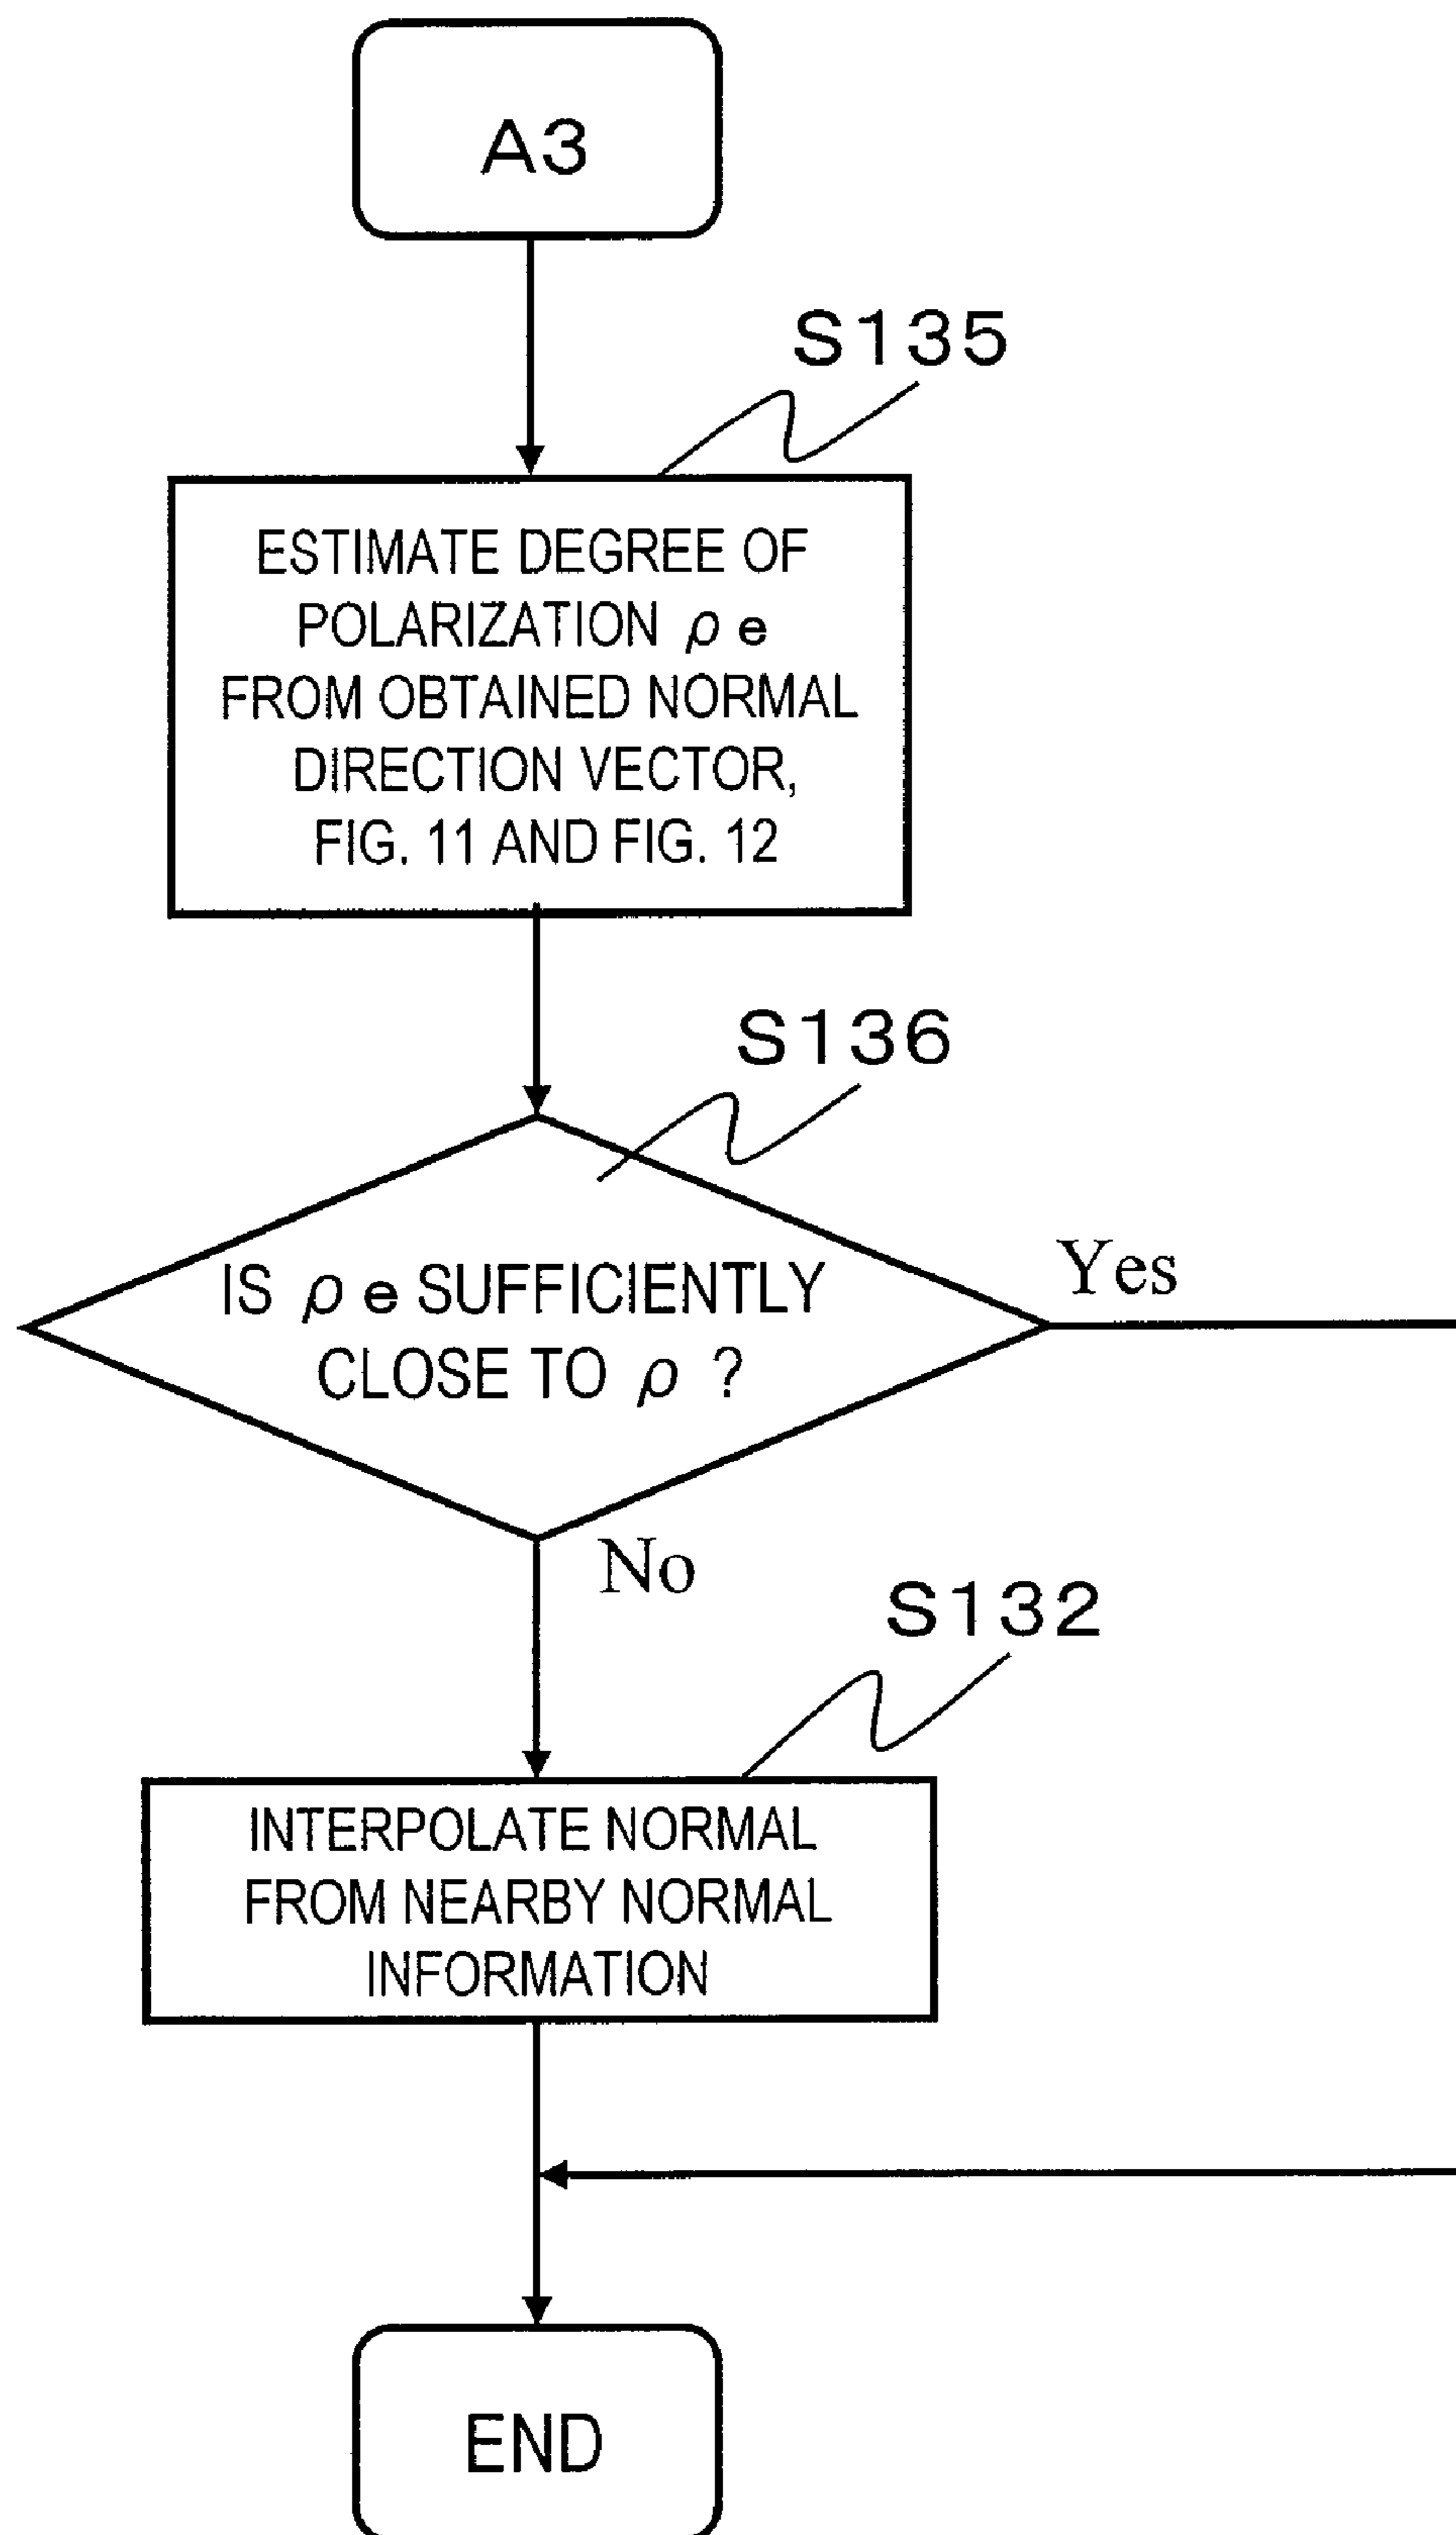 A3
S135
ESTIMATE DEGREE OF
POLARIZATION ρ e
FROM OBTAINED NORMAL
DIRECTION VECTOR,
FIG. 11 AND FIG. 12
S136
IS ρ e SUFFICIENTLY
CLOSE TO ρ ?
Yes
No
S132
INTERPOLATE NORMAL
FROM NEARBY NORMAL
INFORMATION
END